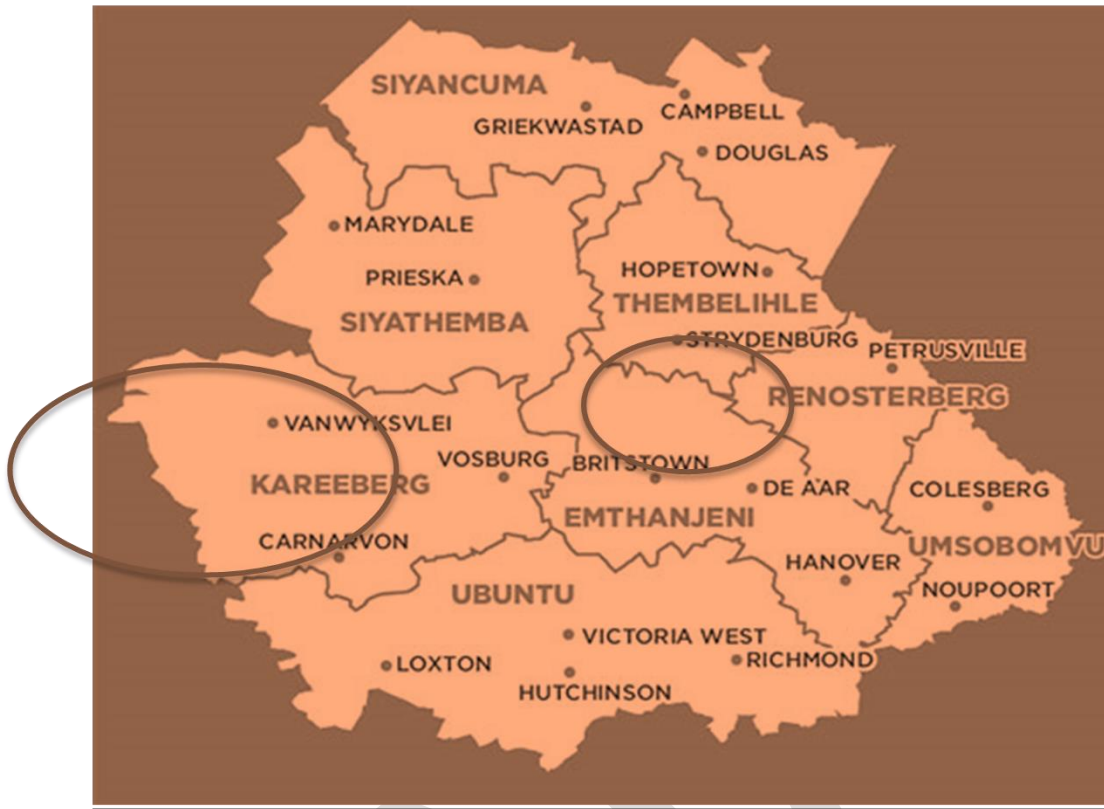 SIYANCUMA
CAMPBELL
GRIEKWASTAD
DOUGLAS
MARYDALE
HOPETOWN
PRIESKA
THEMBELIHLE
SIYATHEMBA
STRYDENBURG
PETRUSVILLE
RENOSTERBERG
VANWYKSVLEI
VOSBURG
BRITSTOWN
KAREEBERG
DE AAR
COLESBERG
EMTHANJENI
CARNARVON
UMSOBOMVU
HANOVER
UBUNTU
NOUPOORT
VICTORIA WEST
LOXTON
RICHMOND
HUTCHINSON